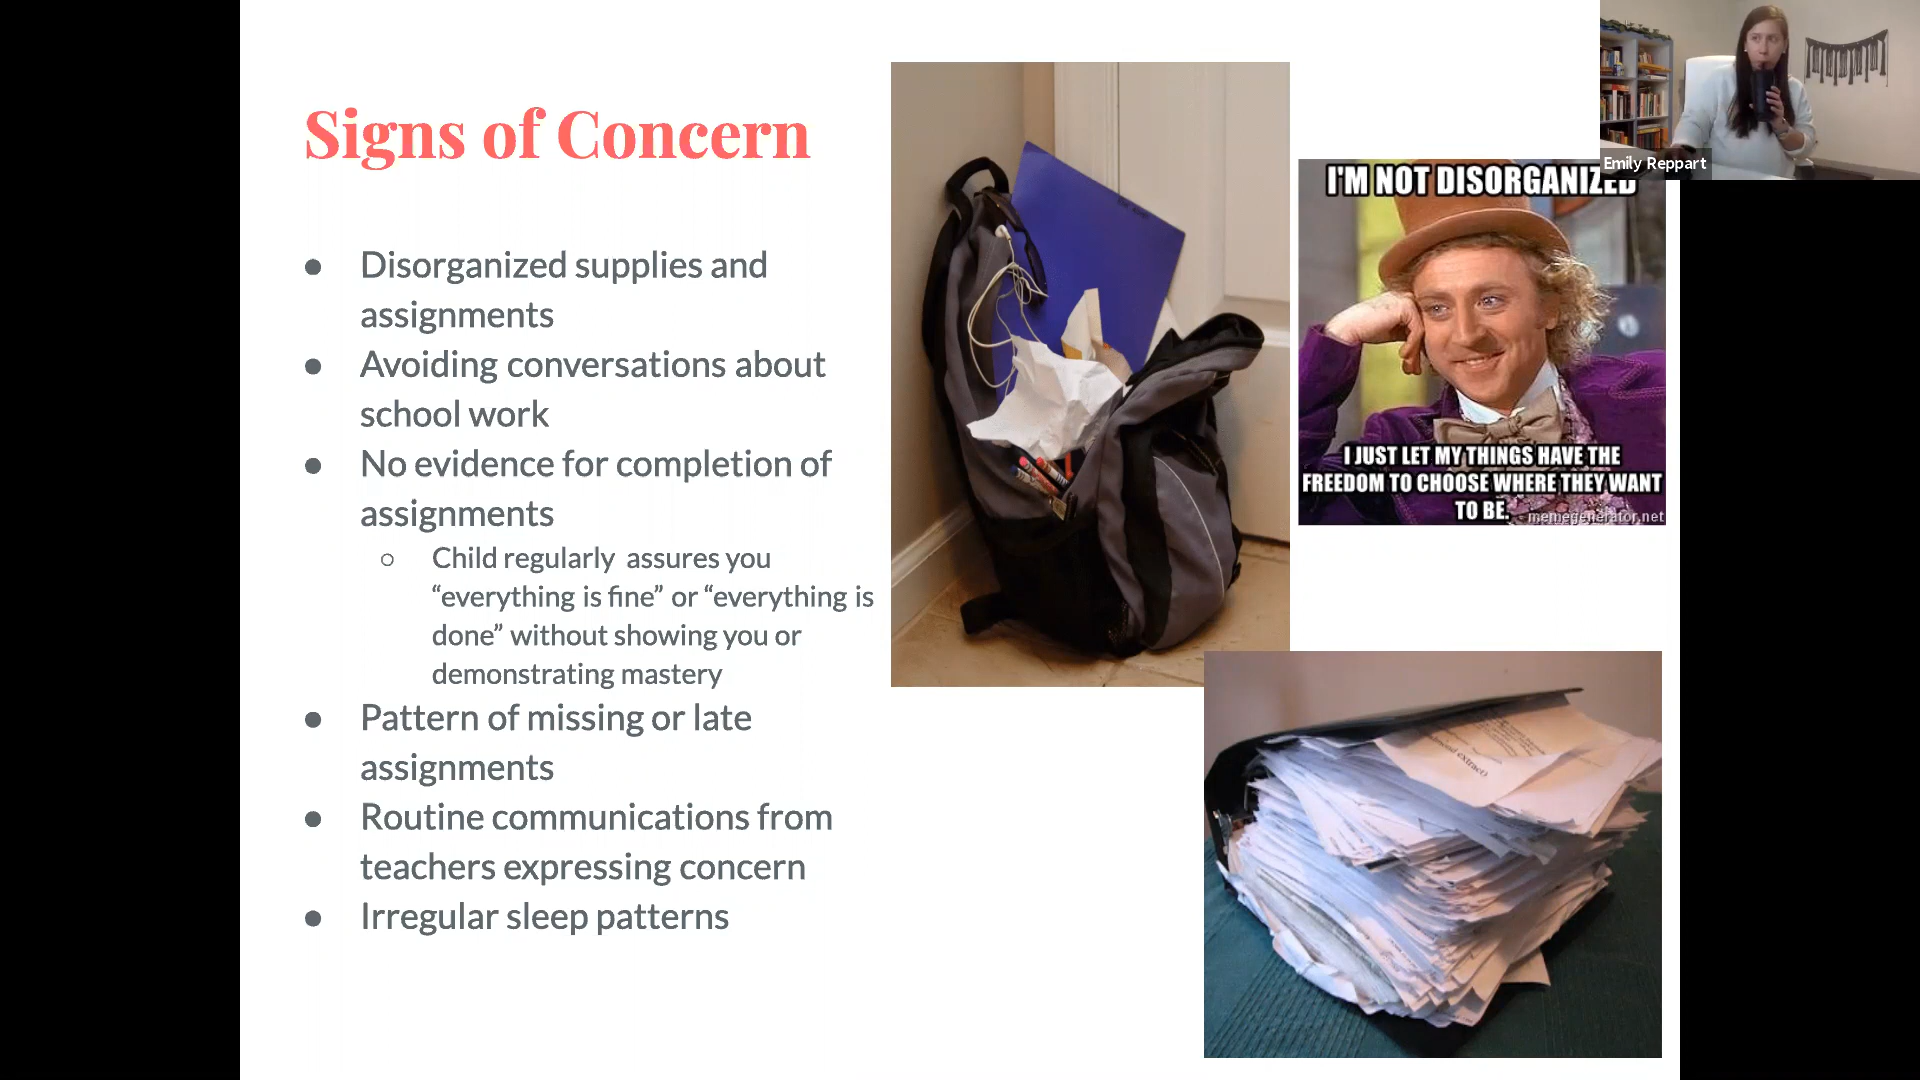 Signs of Concern
● Disorganized supplies and
assignments
● Avoiding conversations about
school work
● No evidence for completion of
assignments
○ Child regularly assures you
“everything is fine” or “everything is
done” without showing you or
demonstrating mastery
● Pattern of missing or late
assignments
● Routine communications from
teachers expressing concern
● Irregular sleep patterns
I'M NOT DISORGANIZED
I JUST LET MY THINGS HAVE THE
FREEDOM TO CHOOSE WHERE THEY WANT
TO BE.
memegenerator.net
Emily Reppart
extract)